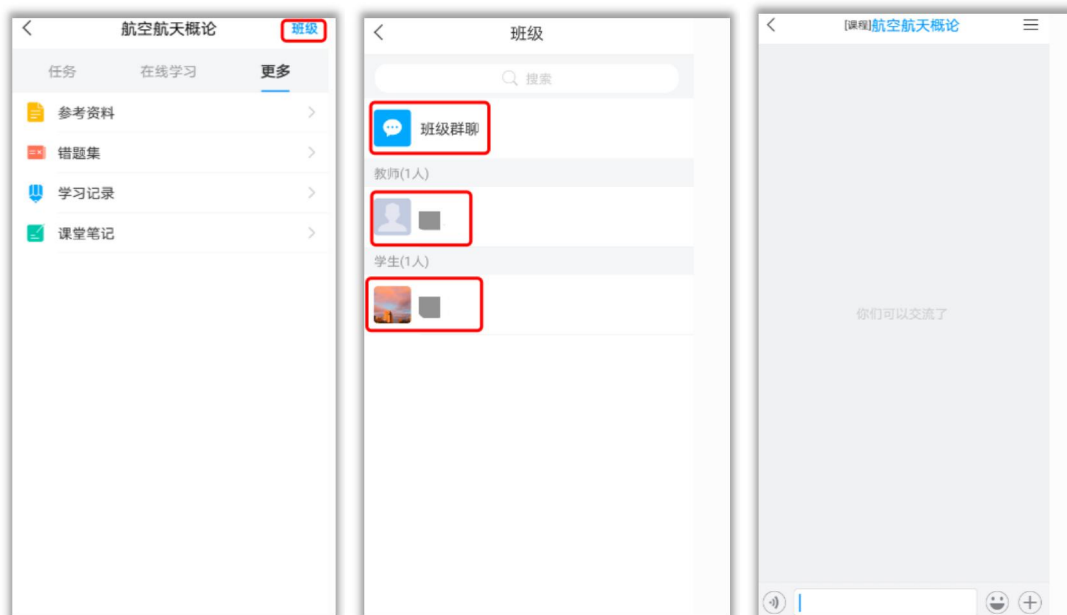 航空航天概论 班级
任务 在线学习 更多
参考资料
错题集
学习记录
课堂笔记
班级
搜索
班级群聊
教师(1人)
学生(1人)
[课程]航空航天概论
你们可以交流了